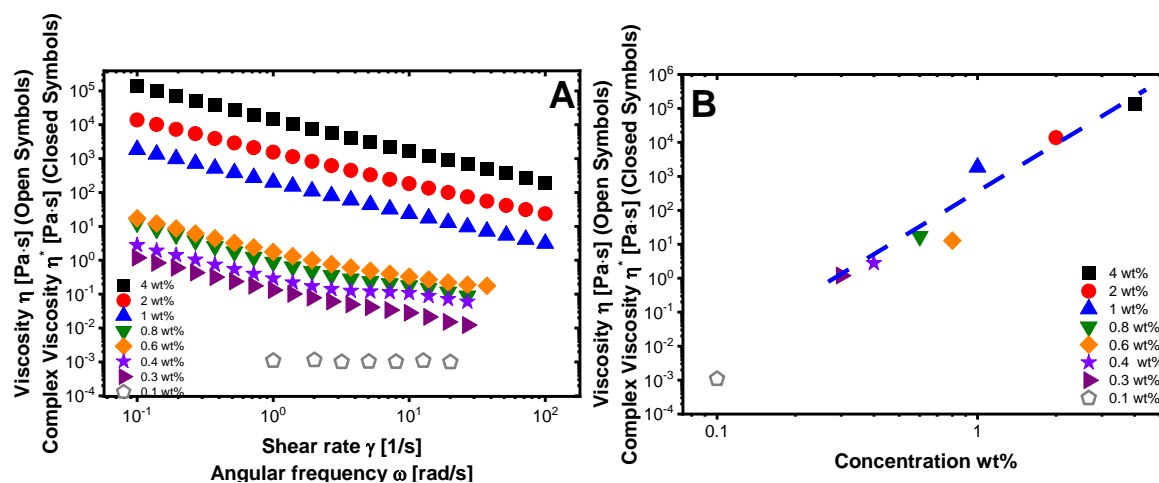 Viscosity η [Pa·s] (Open Symbols)
Complex Viscosity η* [Pa·s] (Closed Symbols)
A
10^5
10^4
10^3
10^2
10^1
10^0
10^-1
10^-2
10^-3
10^-4
4 wt%
2 wt%
1 wt%
0.8 wt%
0.6 wt%
0.4 wt%
0.3 wt%
0.1 wt%
10^-1
10^0
10^1
10^2
Shear rate γ [1/s]
Angular frequency ω [rad/s]
Viscosity η [Pa·s] (Open Symbols)
Complex Viscosity η* [Pa·s] (Closed Symbols)
B
10^6
10^5
10^4
10^3
10^2
10^1
10^0
10^-1
10^-2
10^-3
10^-4
4 wt%
2 wt%
1 wt%
0.8 wt%
0.6 wt%
0.4 wt%
0.3 wt%
0.1 wt%
0.1
1
Concentration wt%